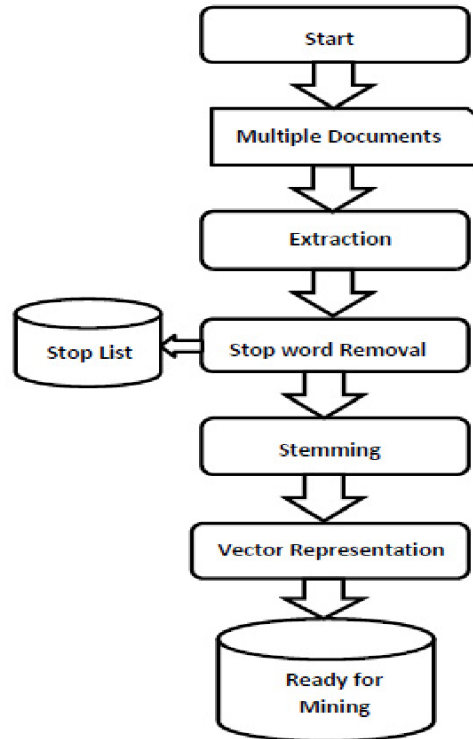 Start
Multiple Documents
Extraction
Stop List
Stop word Removal
Stemming
Vector Representation
Ready for
Mining